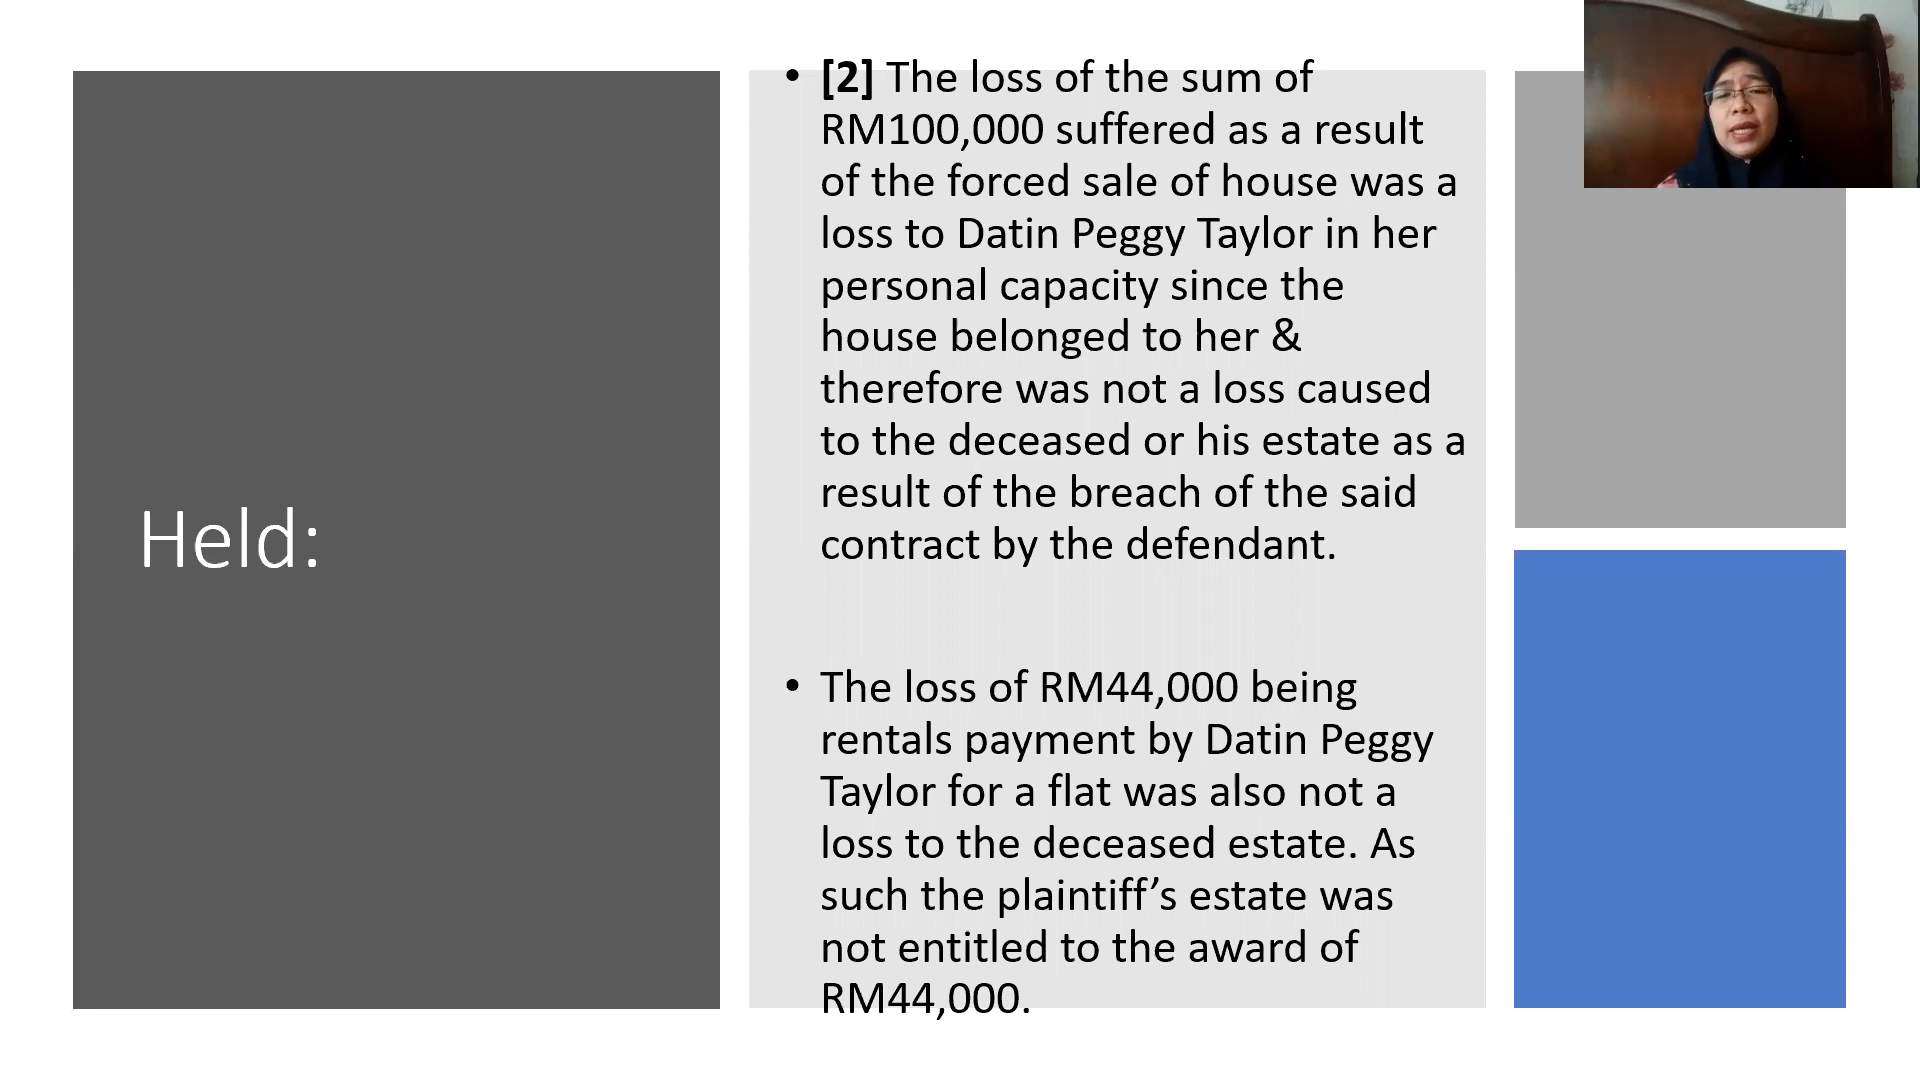 Held:
• [2] The loss of the sum of
RM100,000 suffered as a result
of the forced sale of house was a
loss to Datin Peggy Taylor in her
personal capacity since the
house belonged to her &
therefore was not a loss caused
to the deceased or his estate as a
result of the breach of the said
contract by the defendant.
• The loss of RM44,000 being
rentals payment by Datin Peggy
Taylor for a flat was also not a
loss to the deceased estate. As
such the plaintiff’s estate was
not entitled to the award of
RM44,000.